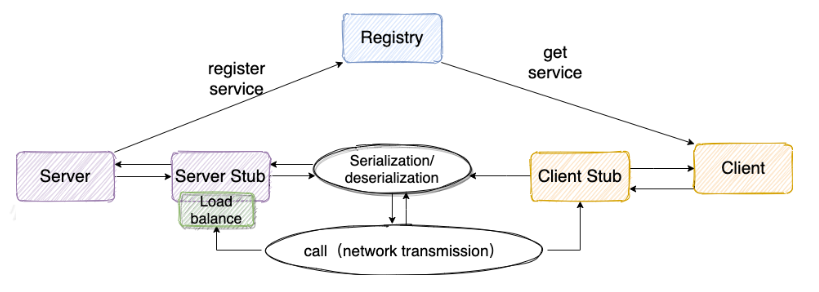 Registry
register
service
get
service
Server
Server Stub
Serialization/
deserialization
Client Stub
Client
Load
balance
call（network transmission）